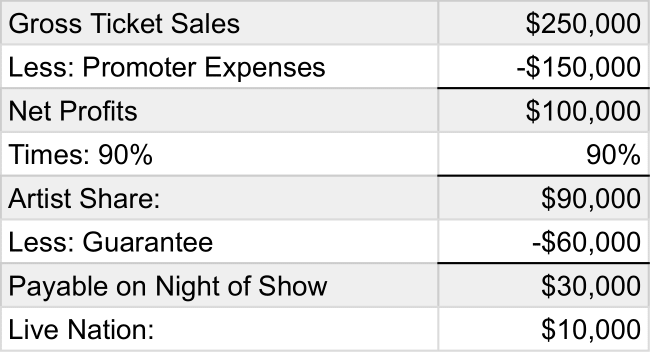 Gross Ticket Sales $250,000
Less: Promoter Expenses -$150,000
Net Profits $100,000
Times: 90% 90%
Artist Share: $90,000
Less: Guarantee -$60,000
Payable on Night of Show $30,000
Live Nation: $10,000